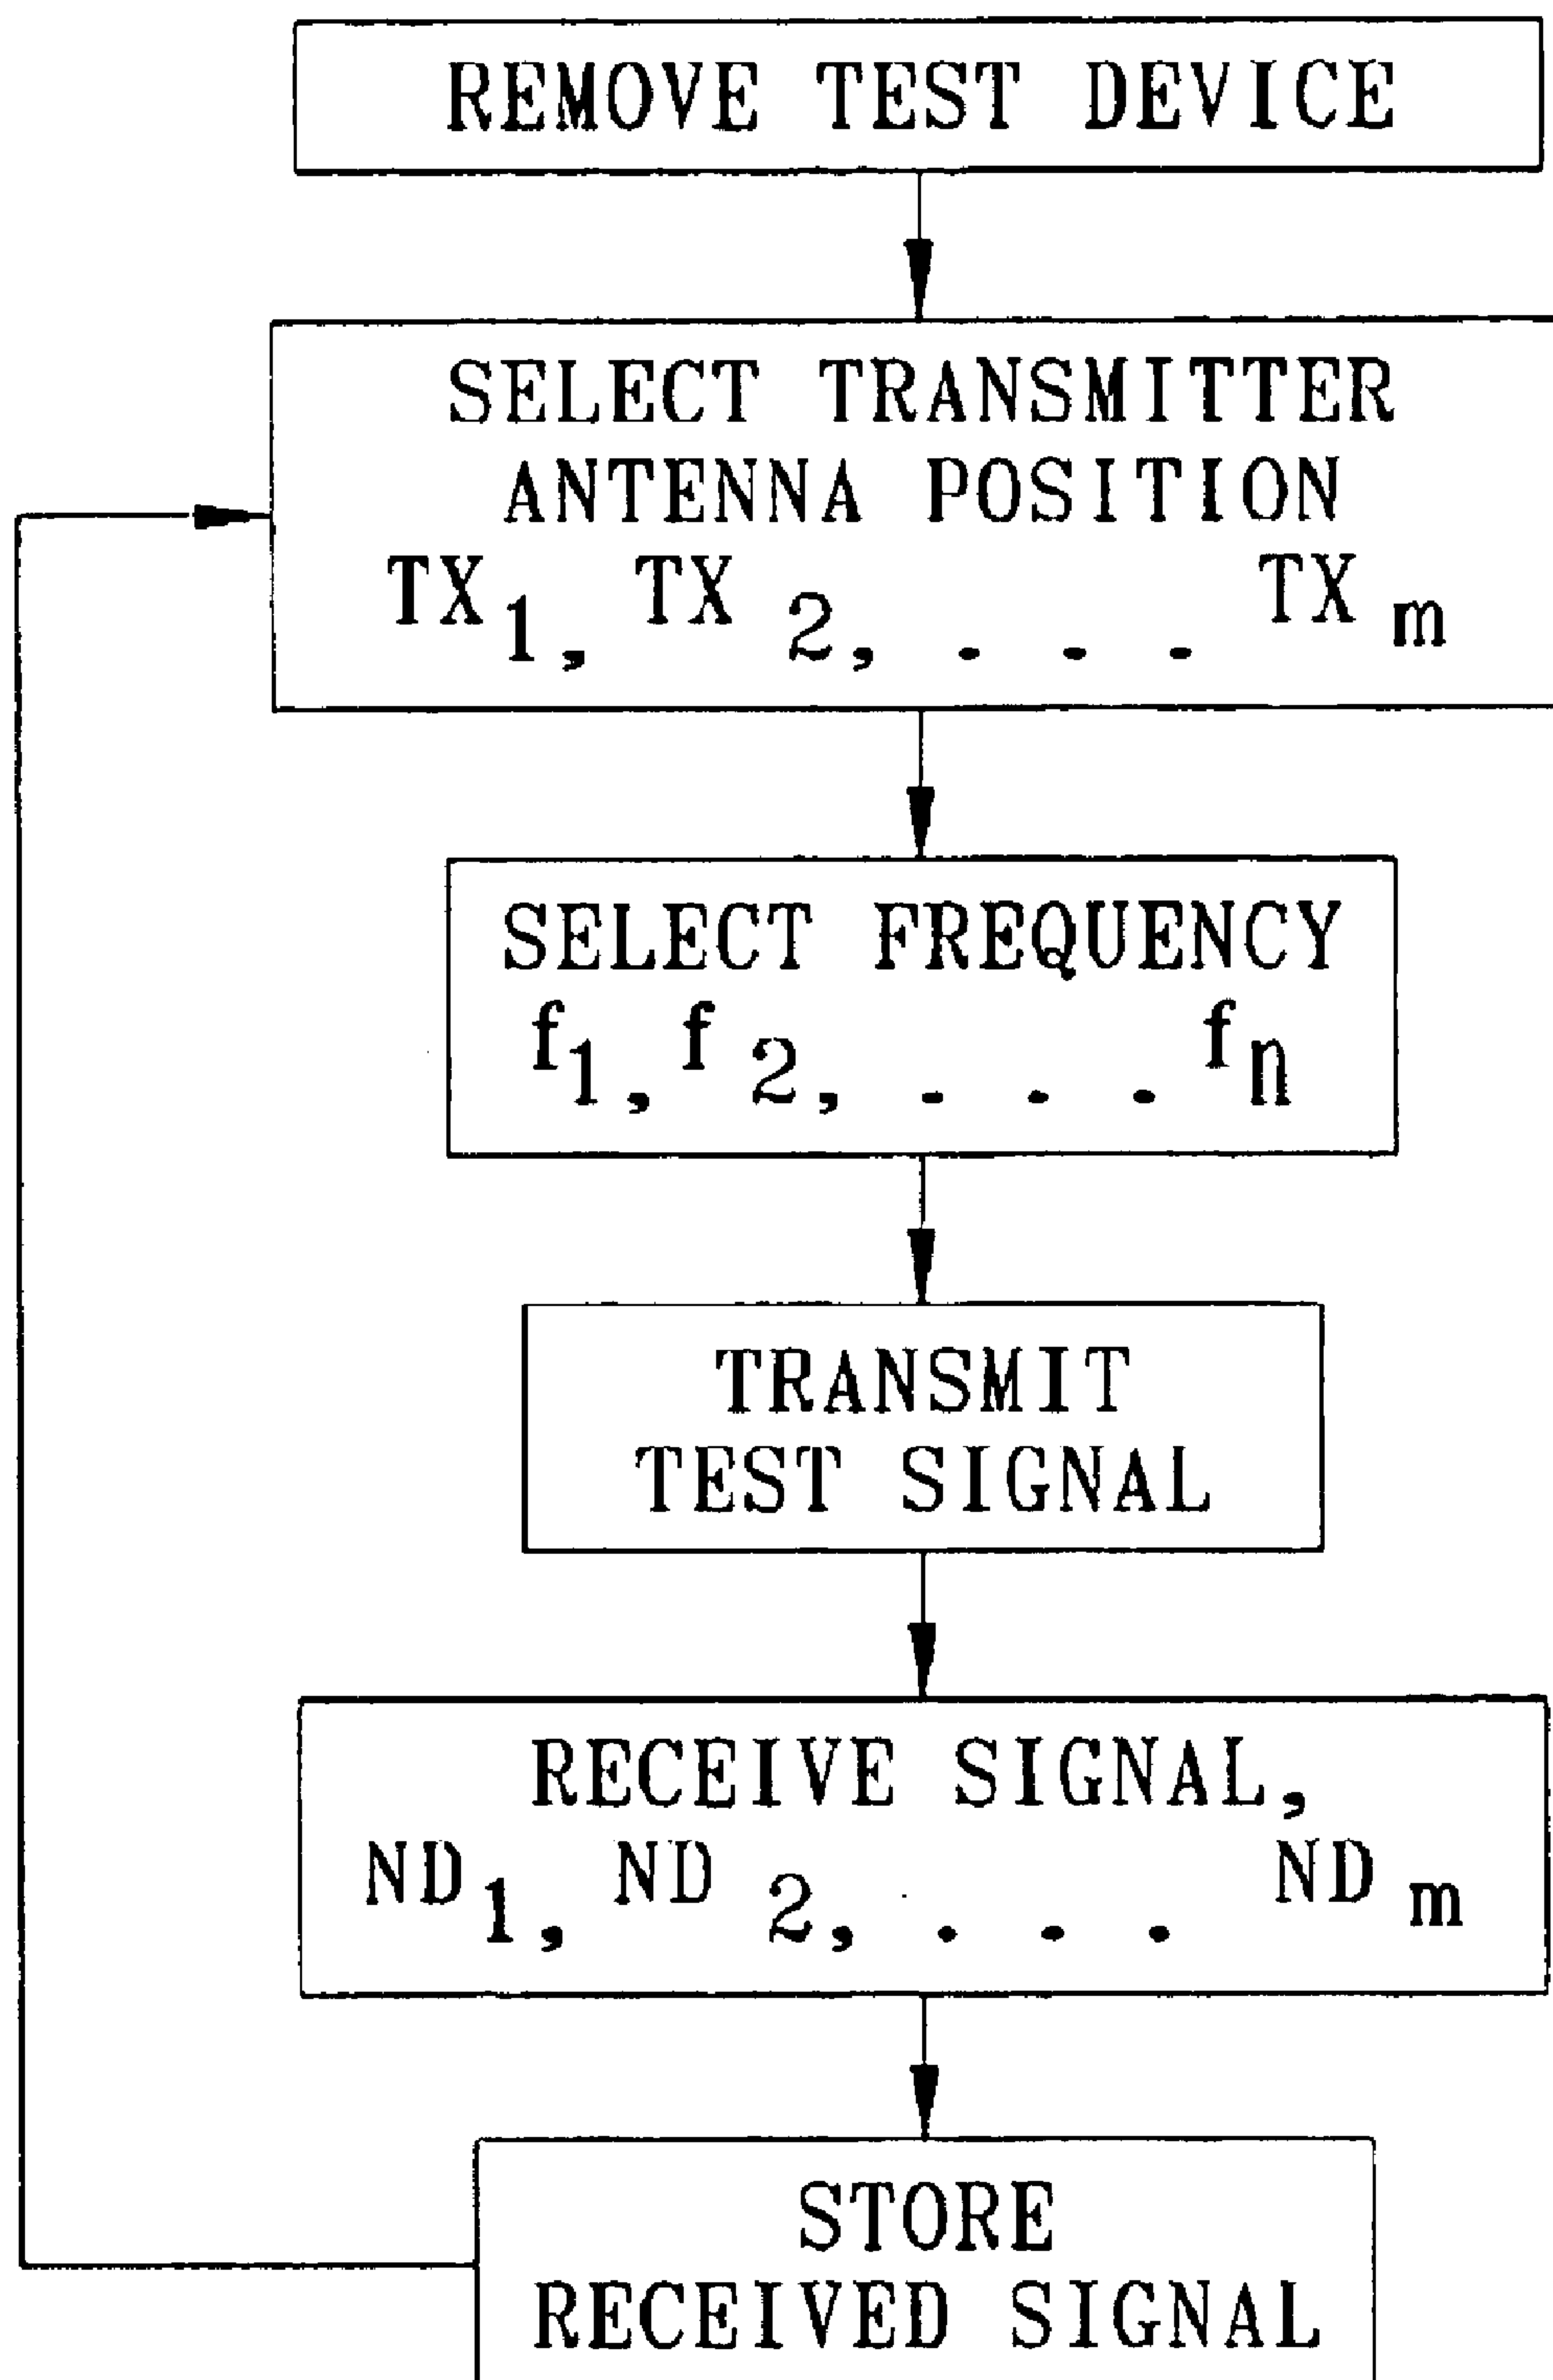 REMOVE TEST DEVICE
SELECT TRANSMITTER
ANTENNA POSITION
TX₁, TX₂, . . . TXₘ
SELECT FREQUENCY
f₁, f₂, . . . fₙ
TRANSMIT
TEST SIGNAL
RECEIVE SIGNAL,
ND₁, ND₂, . . . NDₘ
STORE
RECEIVED SIGNAL